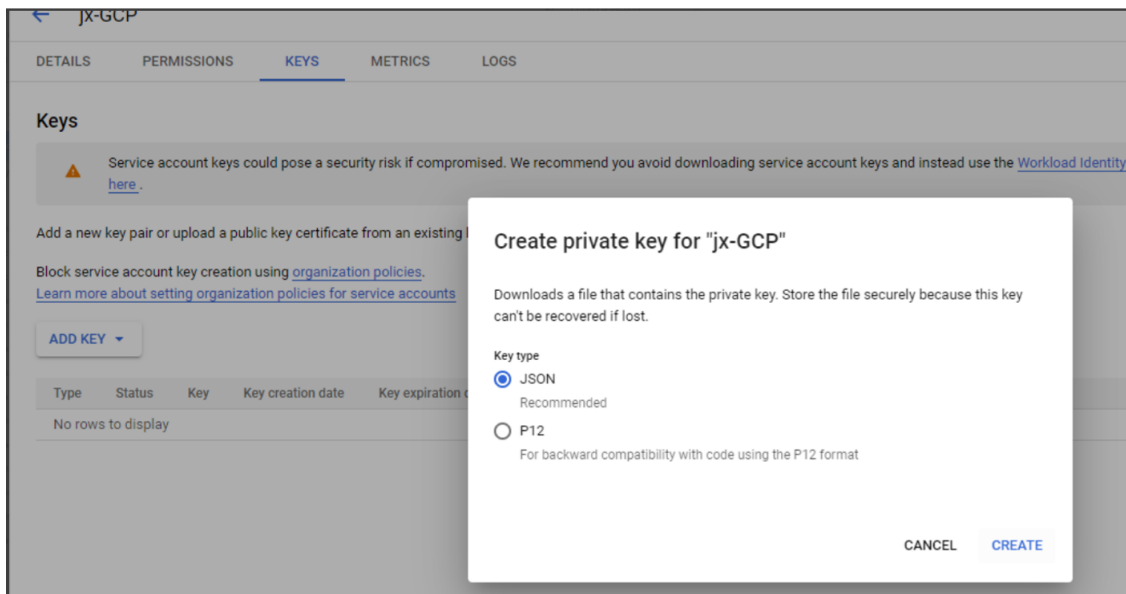 jx-GCP
DETAILS PERMISSIONS KEYS METRICS LOGS
Keys
Service account keys could pose a security risk if compromised. We recommend you avoid downloading service account keys and instead use the Workload Identity
here .
Add a new key pair or upload a public key certificate from an existing
Block service account key creation using organization policies.
Learn more about setting organization policies for service accounts
ADD KEY
Type Status Key Key creation date Key expiration
No rows to display
Create private key for "jx-GCP"
Downloads a file that contains the private key. Store the file securely because this key
can't be recovered if lost.
Key type
JSON
Recommended
P12
For backward compatibility with code using the P12 format
CANCEL CREATE